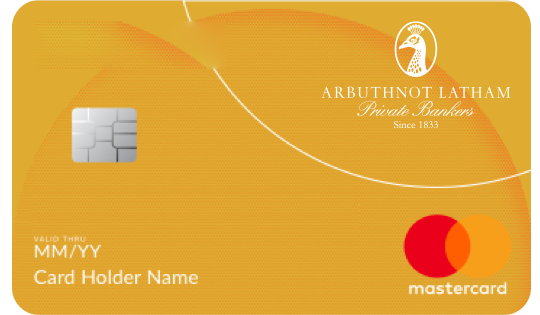 ARBUTHNOT LATHAM
Private Bankers
Since 1833
VALID THRU
MM/YY
Card Holder Name
mastercard